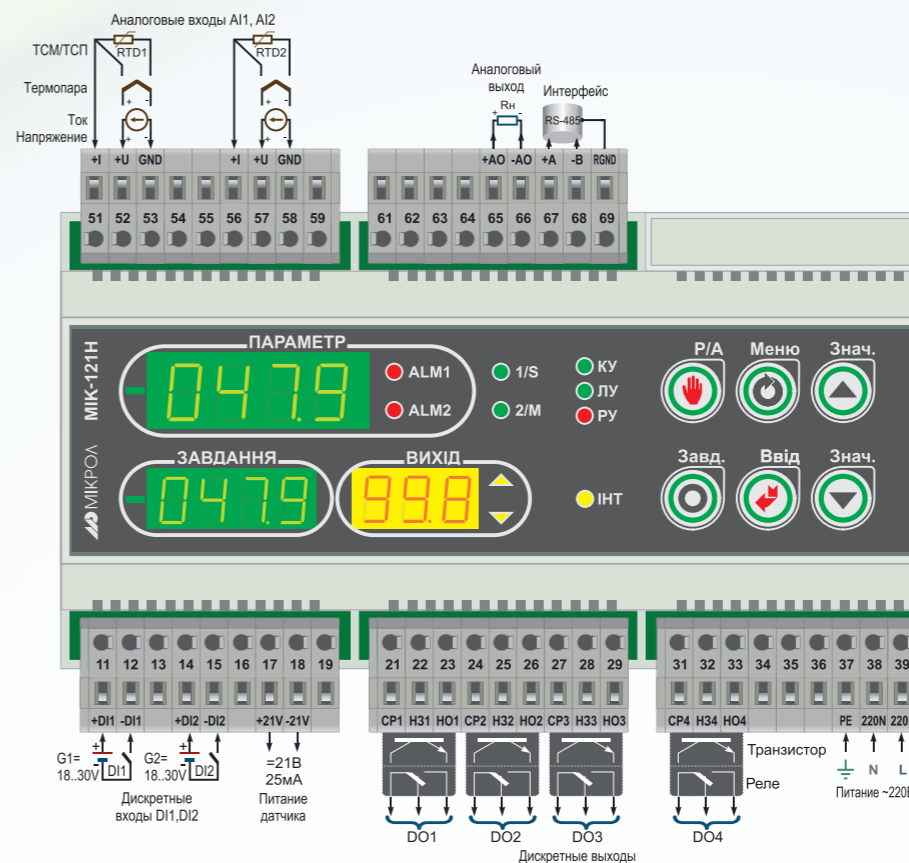 Аналоговые входы AI1, AI2
ТСМ/ТСП
RTD1
RTD2
Термопара
+ -
+ -
Ток
Напряжение
+ -
+ -
Аналоговый
выход
Rн
+ -
Интерфейс
RS-485
+I +U GND +I +U GND
+AO -AO +A -B RGND
51 52 53 54 55 56 57 58 59
61 62 63 64 65 66 67 68 69
МІК-121Н
МІКРОЛ
ПАРАМЕТР
047.9
ALM1
ALM2
1/S
2/M
КУ
ЛУ
РУ
Р/А
Меню
Знач.
ЗАВДАННЯ
047.9
ВИХІД
99.8
ІНТ
Завд.
Ввід
Знач.
11 12 13 14 15 16 17 18 19
21 22 23 24 25 26 27 28 29
31 32 33 34 35 36 37 38 39
+DI1 -DI1 +DI2 -DI2 +21V -21V
CP1 H31 HO1 CP2 H32 HO2 CP3 H33 HO3
CP4 H34 HO4 PE 220N 220
G1=
18..30V
+
DI1
G2=
18..30V
+
DI2
=21В
25мА
Дискретные
входы DI1,DI2
Питание
датчика
Транзистор
Реле
N
L
Питание ~220В
DO1
DO2
DO3
DO4
Дискретные выходы